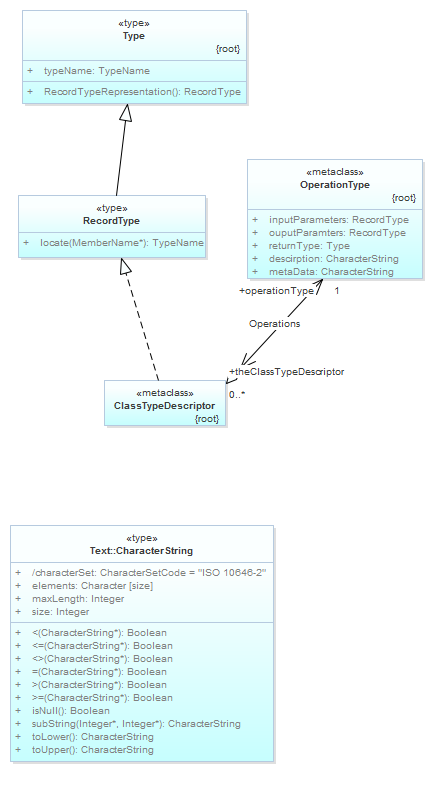 «type»
Type
{root}
+ typeName: TypeName
+ RecordTypeRepresentation(): RecordType
«type»
RecordType
+ locate(MemberName*): TypeName
«metaclass»
OperationType
{root}
+ inputParameters: RecordType
+ ouputParamters: RecordType
+ returnType: Type
+ descirption: CharacterString
+ metaData: CharacterString
+operationType 1
Operations
+theClassTypeDescriptor
0..*
«metaclass»
ClassTypeDescriptor
{root}
«type»
Text::CharacterString
+ /characterSet: CharacterSetCode = "ISO 10646-2"
+ elements: Character [size]
+ maxLength: Integer
+ size: Integer
+ <(CharacterString*): Boolean
+ <=(CharacterString*): Boolean
+ <>(CharacterString*): Boolean
+ =(CharacterString*): Boolean
+ >(CharacterString*): Boolean
+ >=(CharacterString*): Boolean
+ isNull(): Boolean
+ subString(Integer*, Integer*): CharacterString
+ toLower(): CharacterString
+ toUpper(): CharacterString